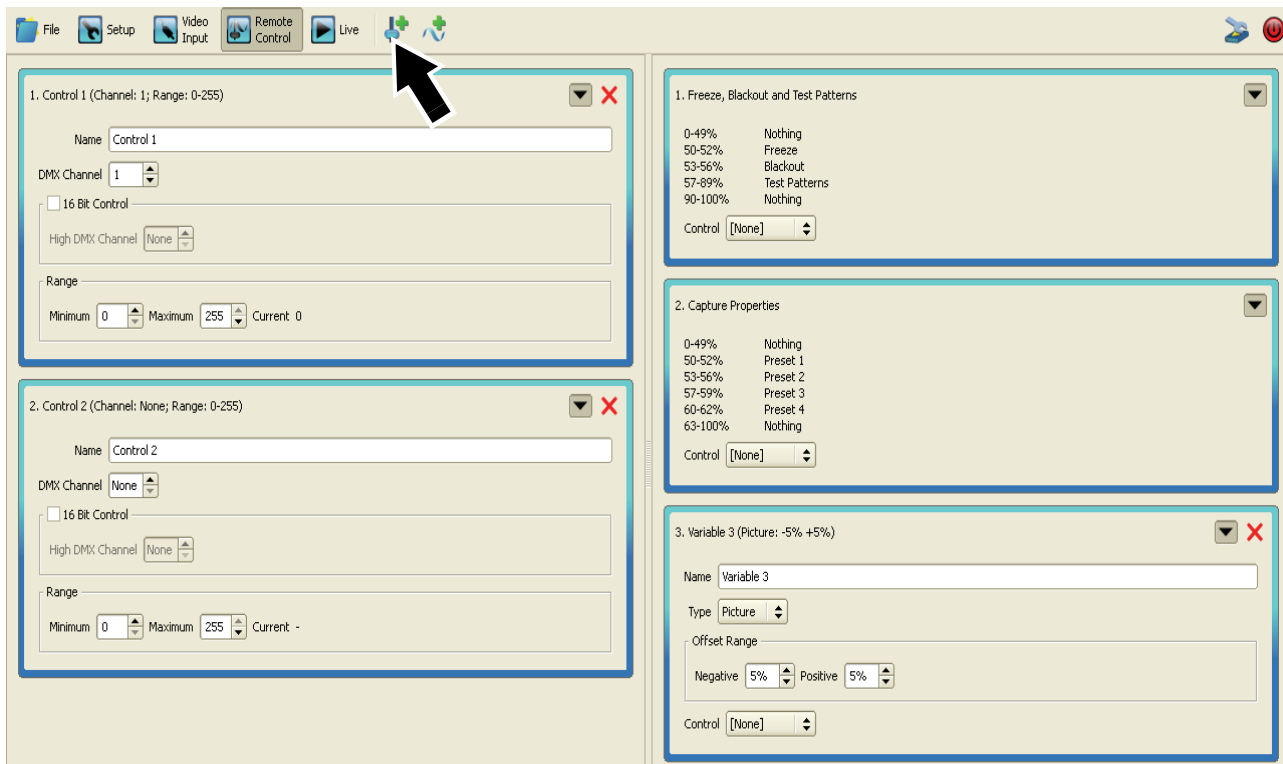 File Setup Video Input Remote Control Live
1. Control 1 (Channel: 1; Range: 0-255)
Name Control 1
DMX Channel 1
16 Bit Control
High DMX Channel None
Range
Minimum 0 Maximum 255 Current 0
2. Control 2 (Channel: None; Range: 0-255)
Name Control 2
DMX Channel None
16 Bit Control
High DMX Channel None
Range
Minimum 0 Maximum 255 Current -
1. Freeze, Blackout and Test Patterns
0-49% Nothing
50-52% Freeze
53-56% Blackout
57-89% Test Patterns
90-100% Nothing
Control [None]
2. Capture Properties
0-49% Nothing
50-52% Preset 1
53-56% Preset 2
57-59% Preset 3
60-62% Preset 4
63-100% Nothing
Control [None]
3. Variable 3 (Picture: -5% +5%)
Name Variable 3
Type Picture
Offset Range
Negative 5% Positive 5%
Control [None]